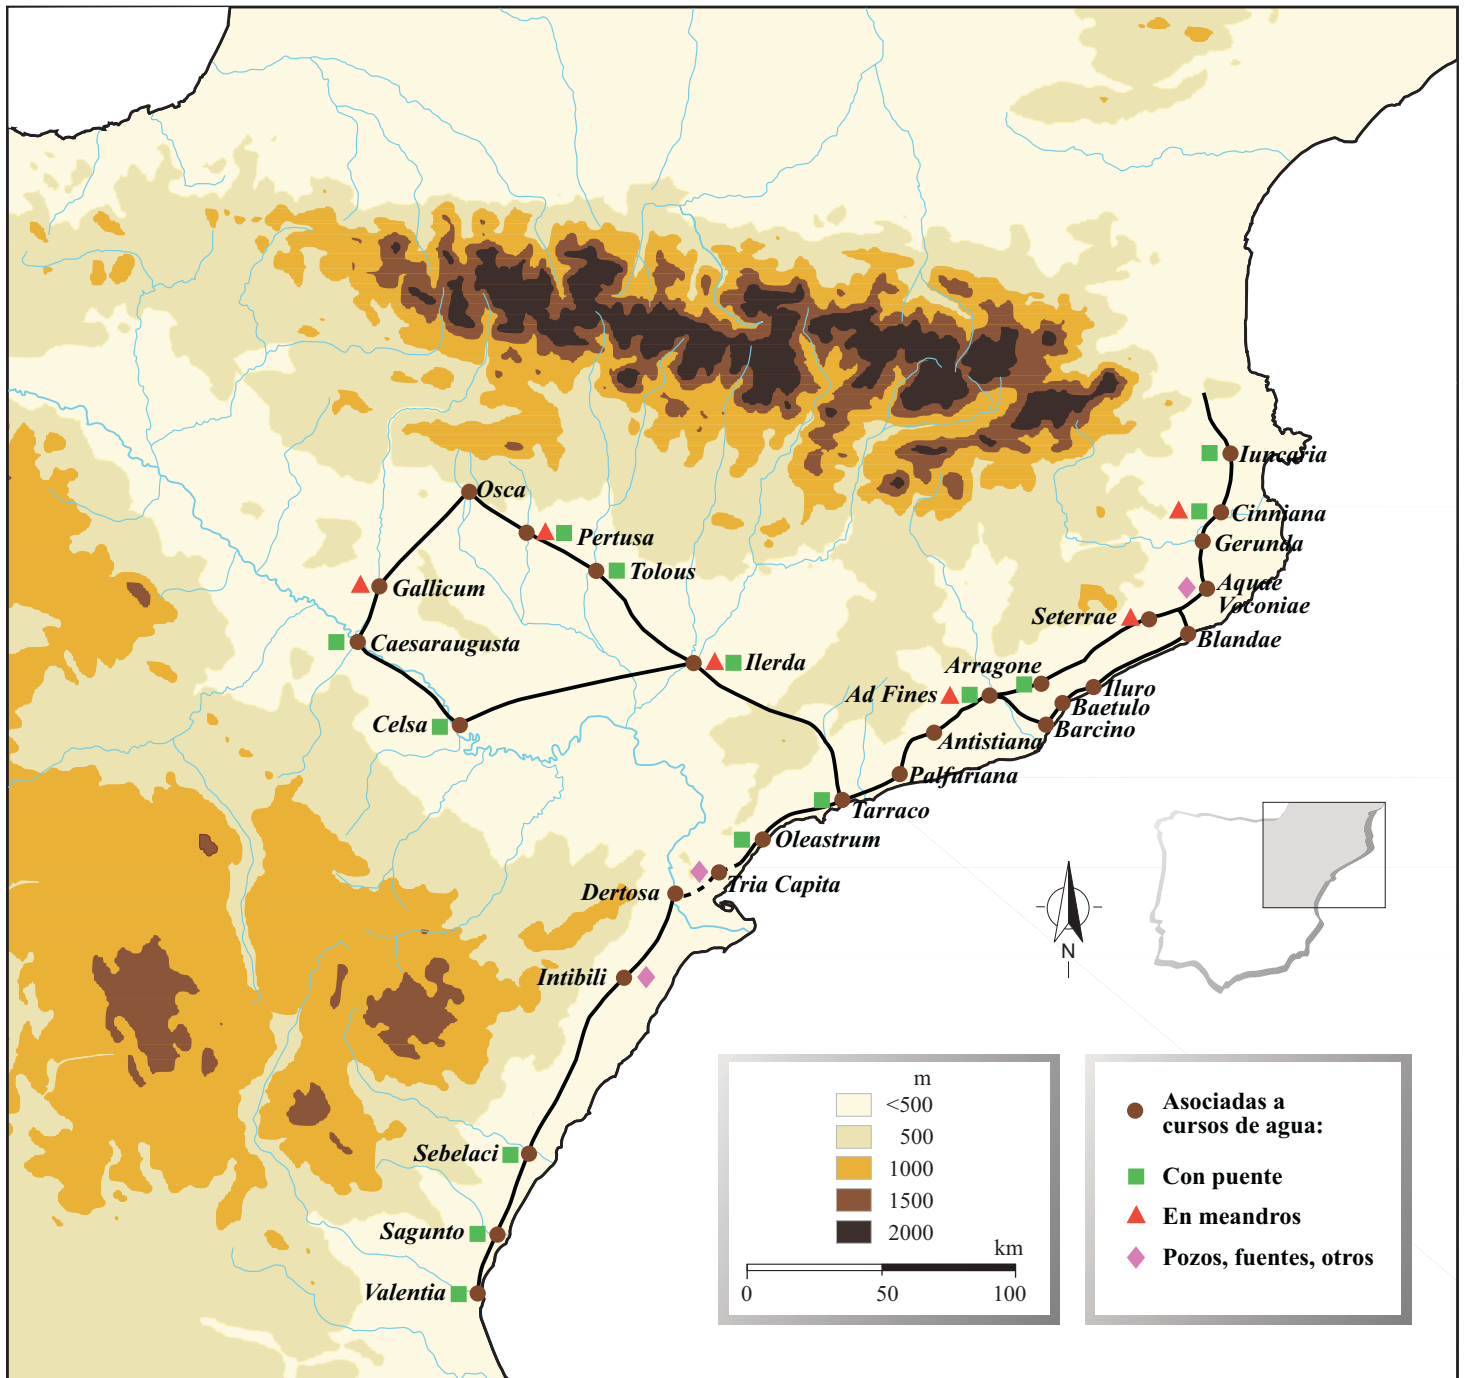 Iuncaria
Osca
Cinniana
Pertusa
Gerunda
Tolous
Gallicum
Aquae
Voconiae
Seterrae
Caesaraugusta
Blandae
Ilerda
Arragone
Ad Fines
Iluro
Baetulo
Celsa
Barcino
Antistiana
Palfuriana
Tarraco
Oleastrum
Tria Capita
Dertosa
N
Intibili
Sebelaci
Sagunto
Valentia
m
<500
500
1000
1500
2000
km
0 50 100
Asociadas a
cursos de agua:
Con puente
En meandros
Pozos, fuentes, otros